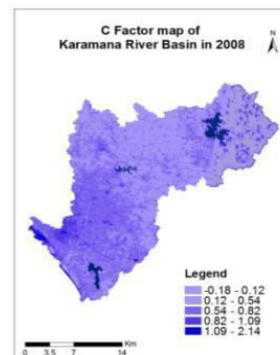 C Factor map of
Karamana River Basin in 2008
N
Legend
-0.18 - 0.12
0.12 - 0.54
0.54 - 0.82
0.82 - 1.09
1.09 - 2.14
Km
0 3.5 7 14